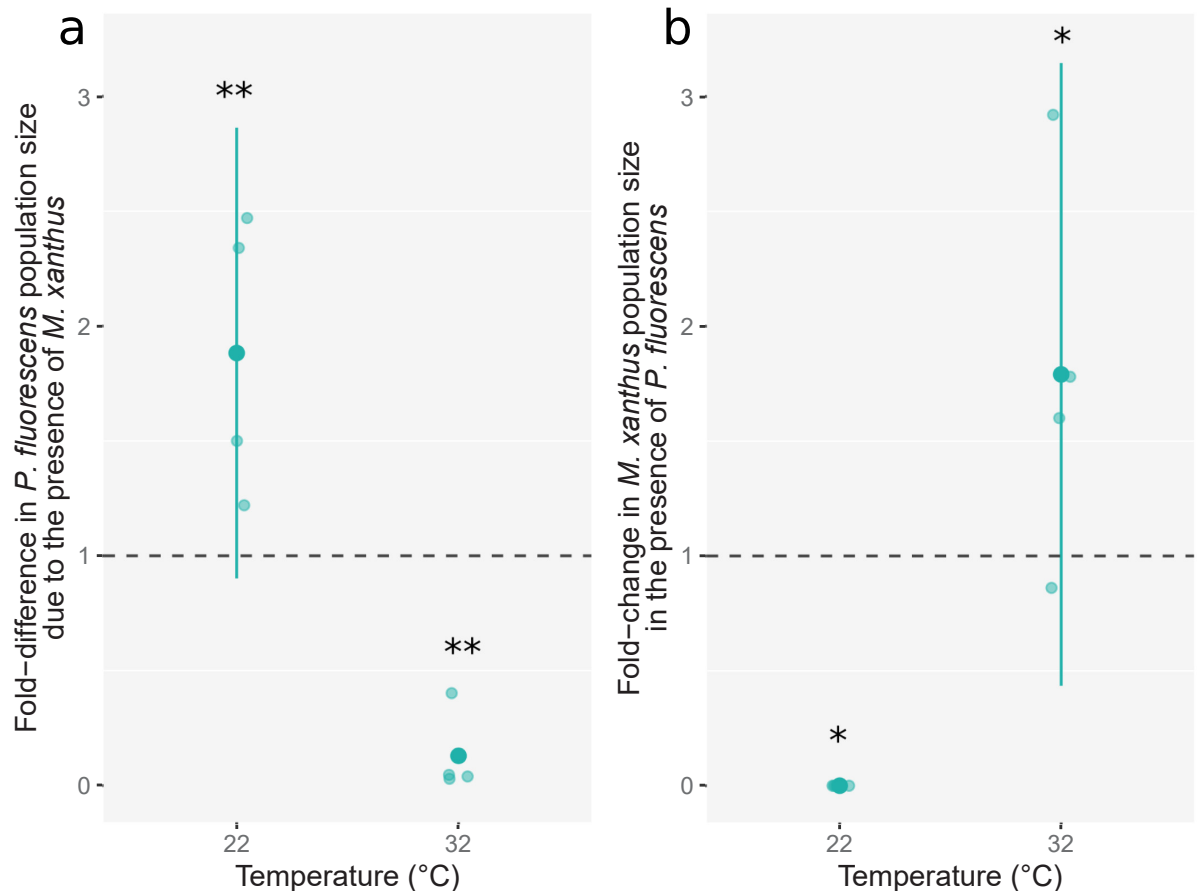 a
Fold−difference in P. fluorescens population size
due to the presence of M. xanthus
3
2
1
0
**
**
22
32
Temperature (°C)
b
Fold−change in M. xanthus population size
in the presence of P. fluorescens
3
2
1
0
*
*
22
32
Temperature (°C)